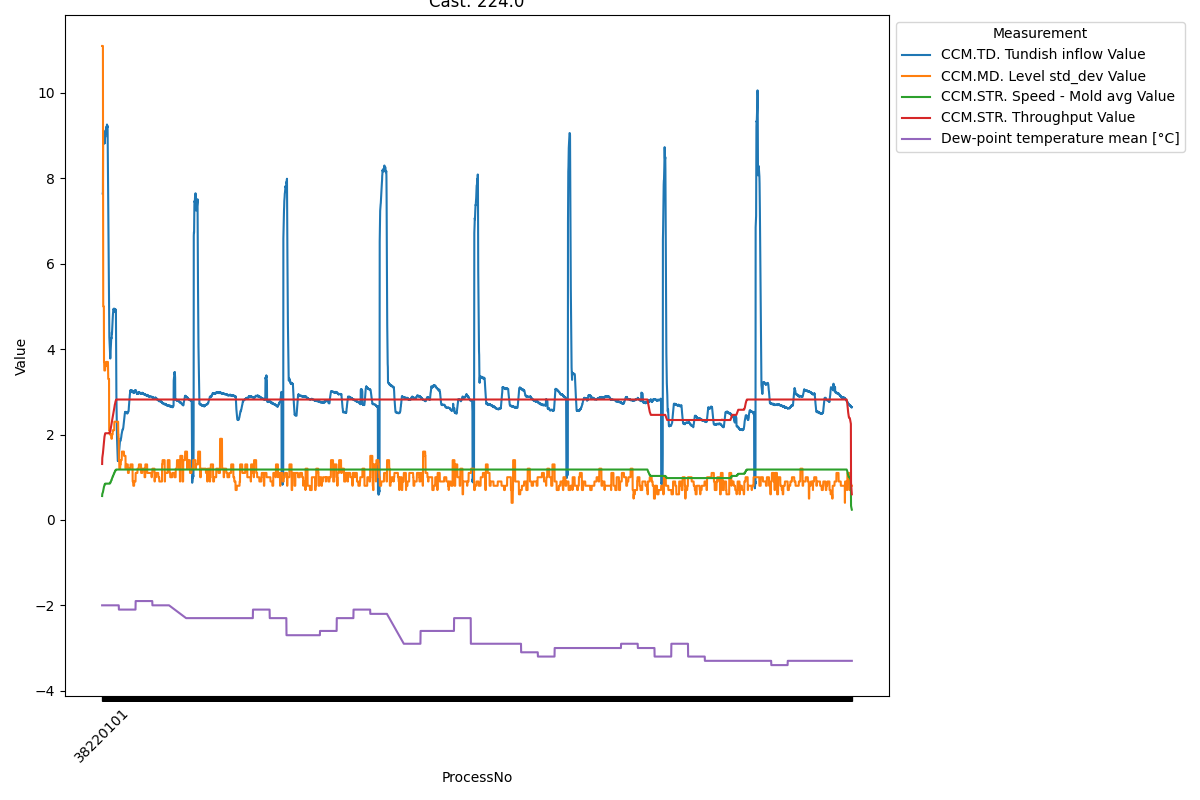 Cast: 224.0
Measurement
CCM.TD. Tundish inflow Value
CCM.MD. Level std_dev Value
CCM.STR. Speed - Mold avg Value
CCM.STR. Throughput Value
Dew-point temperature mean [°C]
10
8
6
4
2
0
−2
−4
Value
38220101
ProcessNo